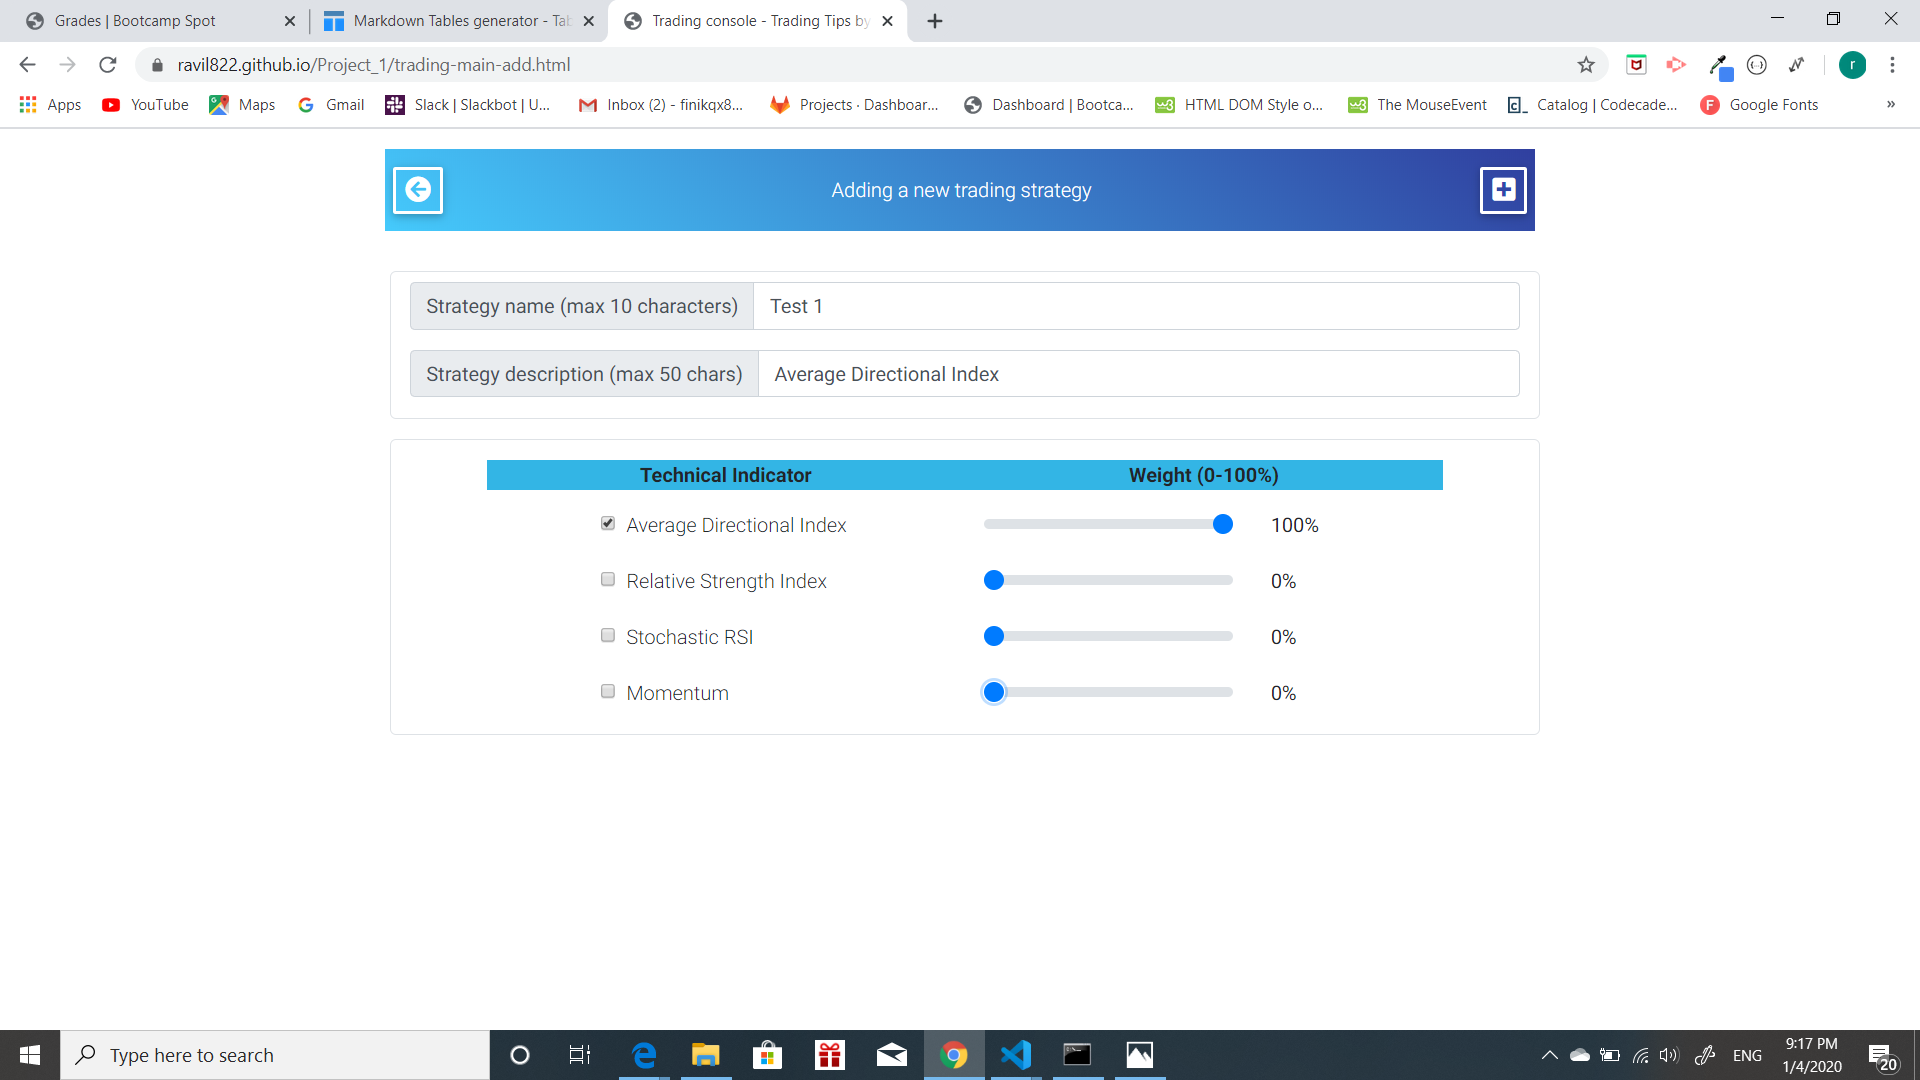 Grades | Bootcamp Spot
Markdown Tables generator - Tab
Trading console - Trading Tips by
ravil822.github.io/Project_1/trading-main-add.html
r
Apps
YouTube
Maps
Gmail
Slack | Slackbot | U...
Inbox (2) - finikqx8...
Projects · Dashboar...
Dashboard | Bootca...
HTML DOM Style o...
The MouseEvent
Catalog | Codecade...
Google Fonts
»
Adding a new trading strategy
Strategy name (max 10 characters) Test 1
Strategy description (max 50 chars) Average Directional Index
Technical Indicator Weight (0-100%)
Average Directional Index 100%
Relative Strength Index 0%
Stochastic RSI 0%
Momentum 0%
Type here to search
ENG
9:17 PM
1/4/2020
20